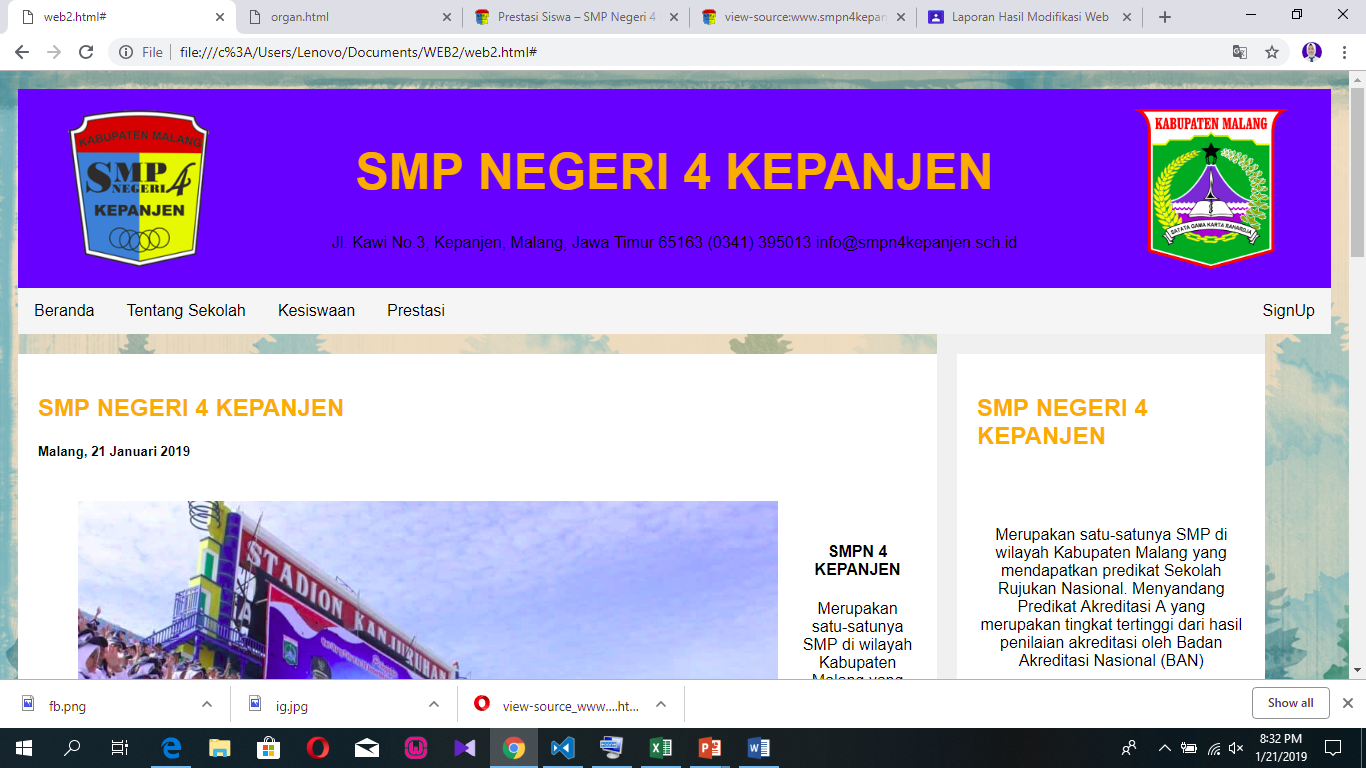 web2.html#
organ.html
Prestasi Siswa – SMP Negeri 4
view-source:www.smpn4kepan
Laporan Hasil Modifikasi Web
File
file:///c%3A/Users/Lenovo/Documents/WEB2/web2.html#
KABUPATEN MALANG
SMP
NEGERI 4
KEPANJEN
SMP NEGERI 4 KEPANJEN
Jl. Kawi No.3, Kepanjen, Malang, Jawa Timur 65163 (0341) 395013 info@smpn4kepanjen.sch.id
KABUPATEN MALANG
SATATA GAMA KARTA RAHARDJA
Beranda
Tentang Sekolah
Kesiswaan
Prestasi
SignUp
SMP NEGERI 4 KEPANJEN
Malang, 21 Januari 2019
STADION KANJURUHAN
SMPN 4
KEPANJEN
Merupakan
satu-satunya
SMP di wilayah
Kabupaten
Malang yang
SMP NEGERI 4
KEPANJEN
Merupakan satu-satunya SMP di
wilayah Kabupaten Malang yang
mendapatkan predikat Sekolah
Rujukan Nasional. Menyandang
Predikat Akreditasi A yang
merupakan tingkat tertinggi dari hasil
penilaian akreditasi oleh Badan
Akreditasi Nasional (BAN)
fb.png
ig.jpg
view-source_www....ht...
Show all
8:32 PM
1/21/2019